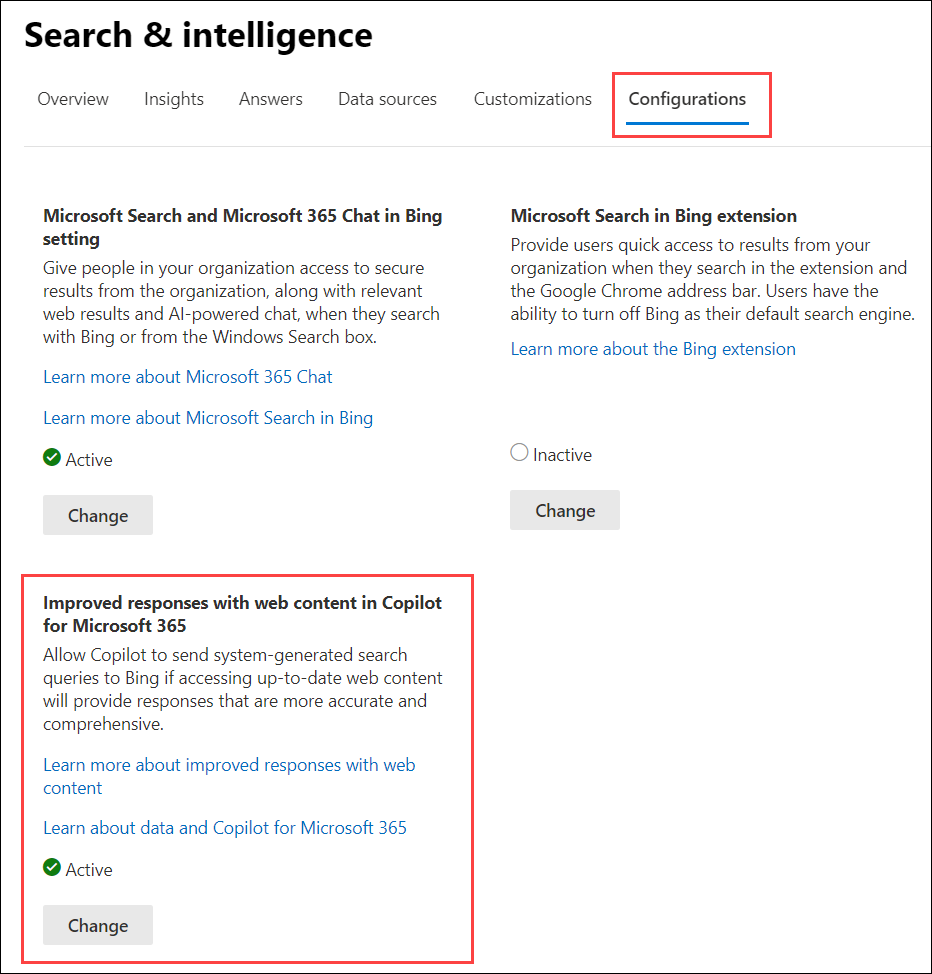 Search & intelligence
Overview
Insights
Answers
Data sources
Customizations
Configurations
Microsoft Search and Microsoft 365 Chat in Bing
setting
Give people in your organization access to secure
results from the organization, along with relevant
web results and AI-powered chat, when they search
with Bing or from the Windows Search box.
Learn more about Microsoft 365 Chat
Learn more about Microsoft Search in Bing
Active
Change
Microsoft Search in Bing extension
Provide users quick access to results from your
organization when they search in the extension and
the Google Chrome address bar. Users have the
ability to turn off Bing as their default search engine.
Learn more about the Bing extension
Inactive
Change
Improved responses with web content in Copilot
for Microsoft 365
Allow Copilot to send system-generated search
queries to Bing if accessing up-to-date web content
will provide responses that are more accurate and
comprehensive.
Learn more about improved responses with web
content
Learn about data and Copilot for Microsoft 365
Active
Change